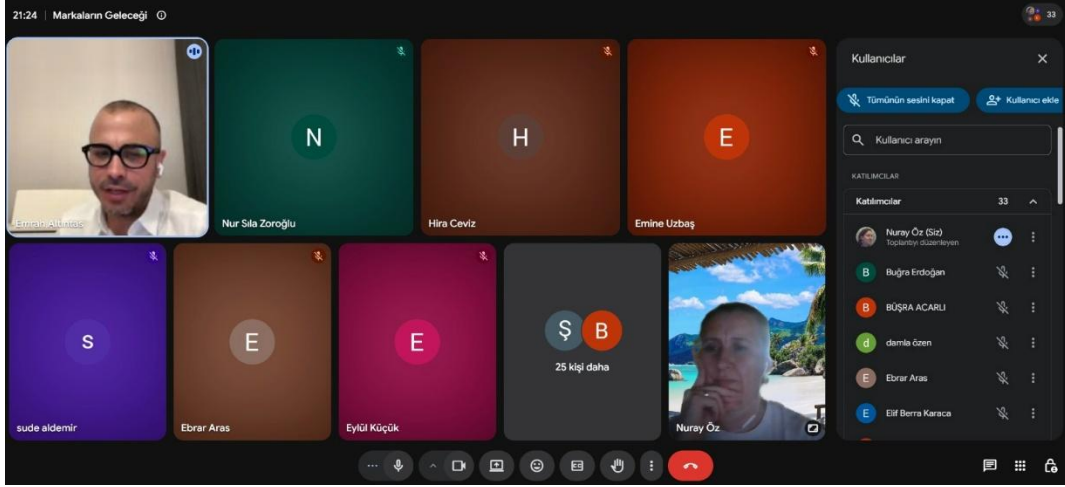 21:24 | Markaların Geleceği
33
Emrah Altıntaş
N
Nur Sıla Zoroğlu
H
Hira Ceviz
E
Emine Uzbaş
s
sude aldemir
E
Ebrar Aras
E
Eylül Küçük
Ş B
25 kişi daha
Nuray Öz
Kullanıcılar
Tümünün sesini kapat
Kullanıcı ekle
Kullanıcı arayın
KATILIMCILAR
Katılımcılar 33
Nuray Öz (Siz)
Toplantıyı düzenleyen
B Buğra Erdoğan
B BÜŞRA ACARLI
d damla özen
E Ebrar Aras
E Elif Berra Karaca